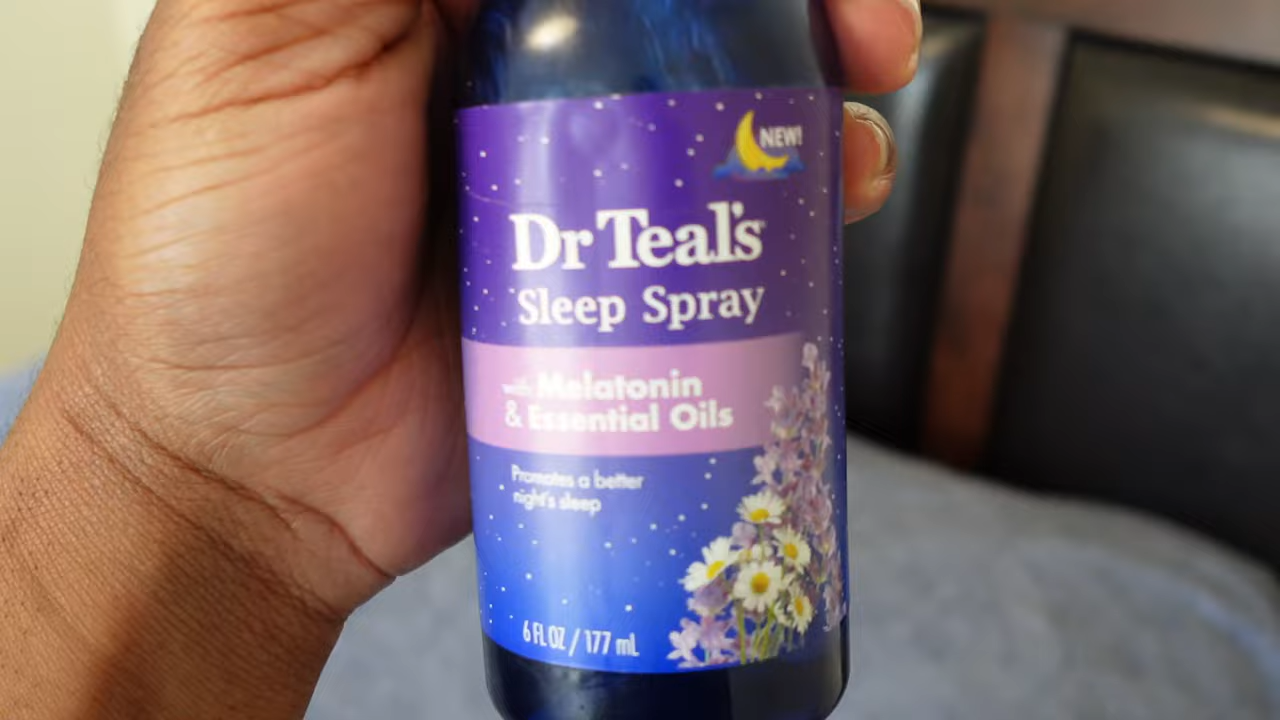 NEW!
Dr Teal's
Sleep Spray
with Melatonin
& Essential Oils
Promotes a better
night's sleep
6 FL OZ / 177 mL